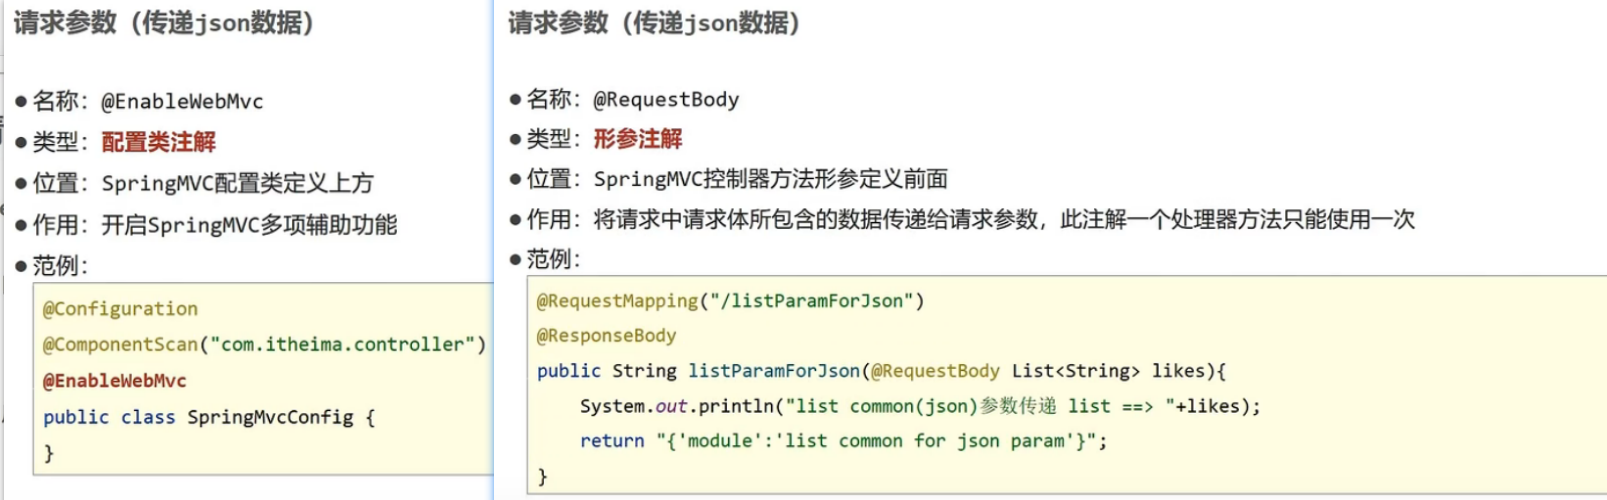 请求参数（传递json数据）
● 名称：@EnableWebMvc
● 类型：配置类注解
● 位置：SpringMVC配置类定义上方
● 作用：开启SpringMVC多项辅助功能
● 范例：
@Configuration
@ComponentScan("com.itheima.controller")
@EnableWebMvc
public class SpringMvcConfig {
}
请求参数（传递json数据）
● 名称：@RequestBody
● 类型：形参注解
● 位置：SpringMVC控制器方法形参定义前面
● 作用：将请求中请求体所包含的数据传递给请求参数，此注解一个处理器方法只能使用一次
● 范例：
@RequestMapping("/listParamForJson")
@ResponseBody
public String listParamForJson(@RequestBody List<String> likes){
    System.out.println("list common(json)参数传递 list ==> "+likes);
    return "{'module':'list common for json param'}";
}